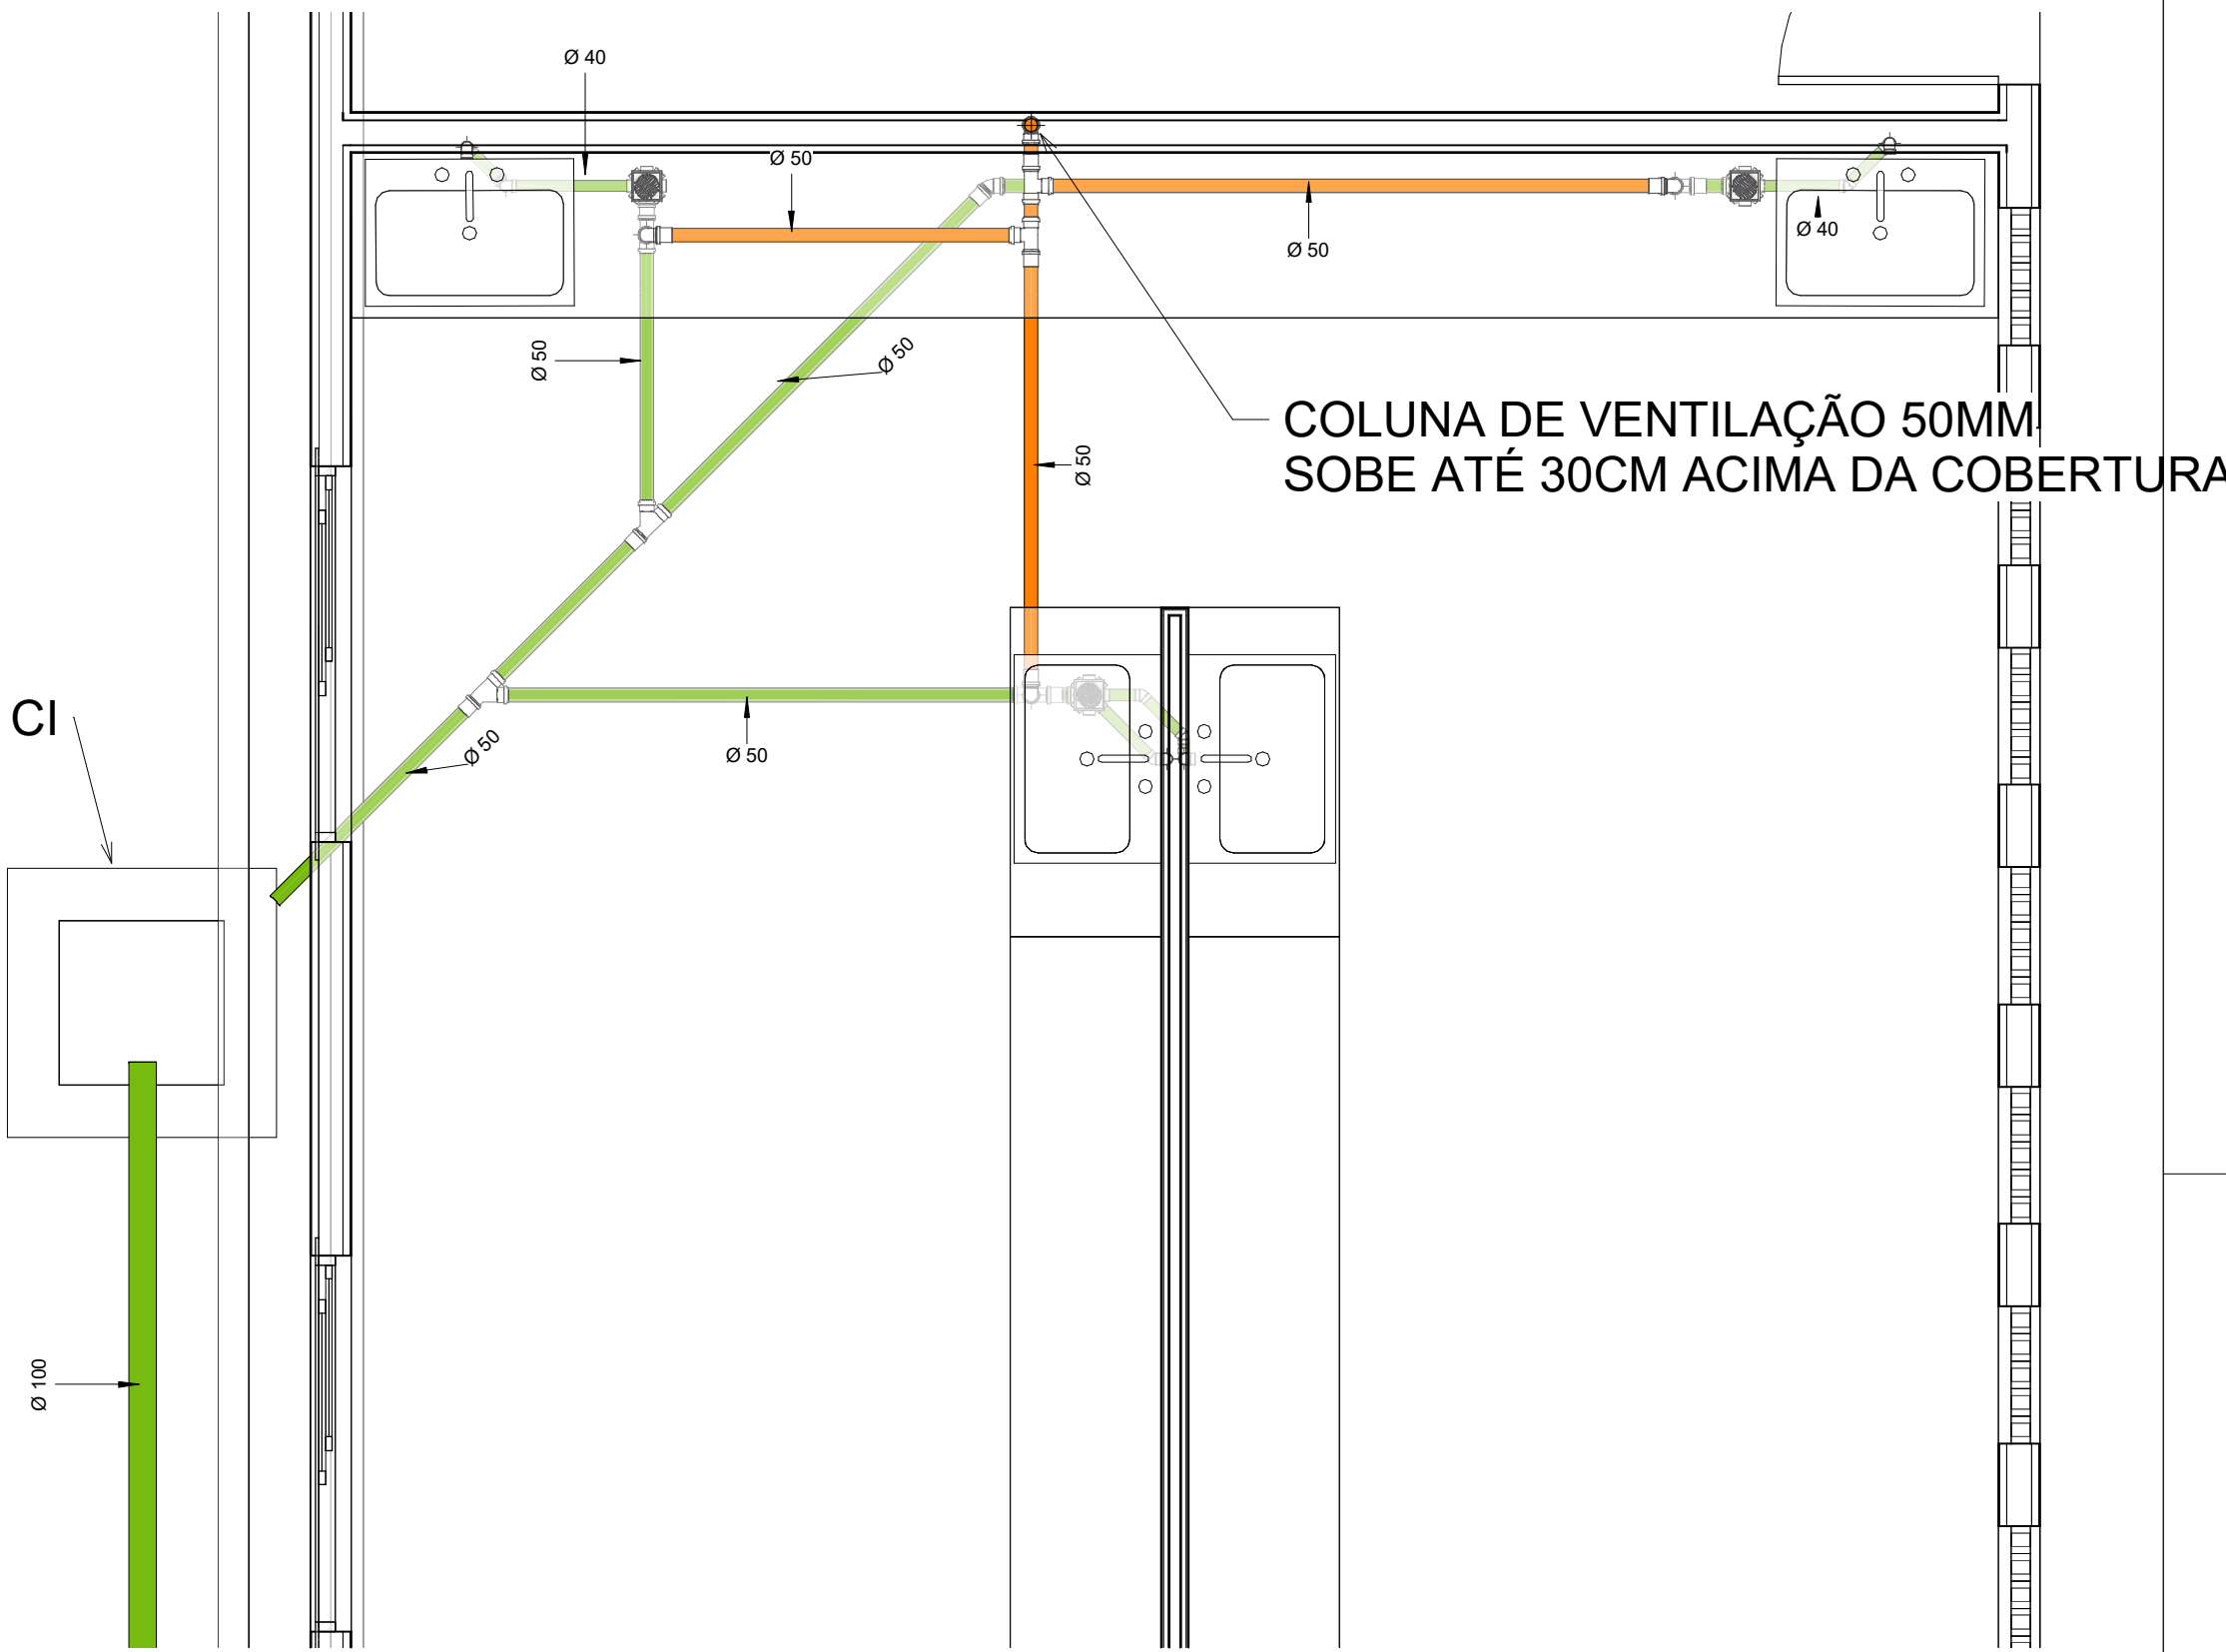 Ø 40
Ø 50
Ø 50
Ø 40
Ø 50
Ø 50
COLUNA DE VENTILAÇÃO 50MM
SOBE ATÉ 30CM ACIMA DA COBERTURA
Ø 50
CI
Ø 50
Ø 50
Ø 100